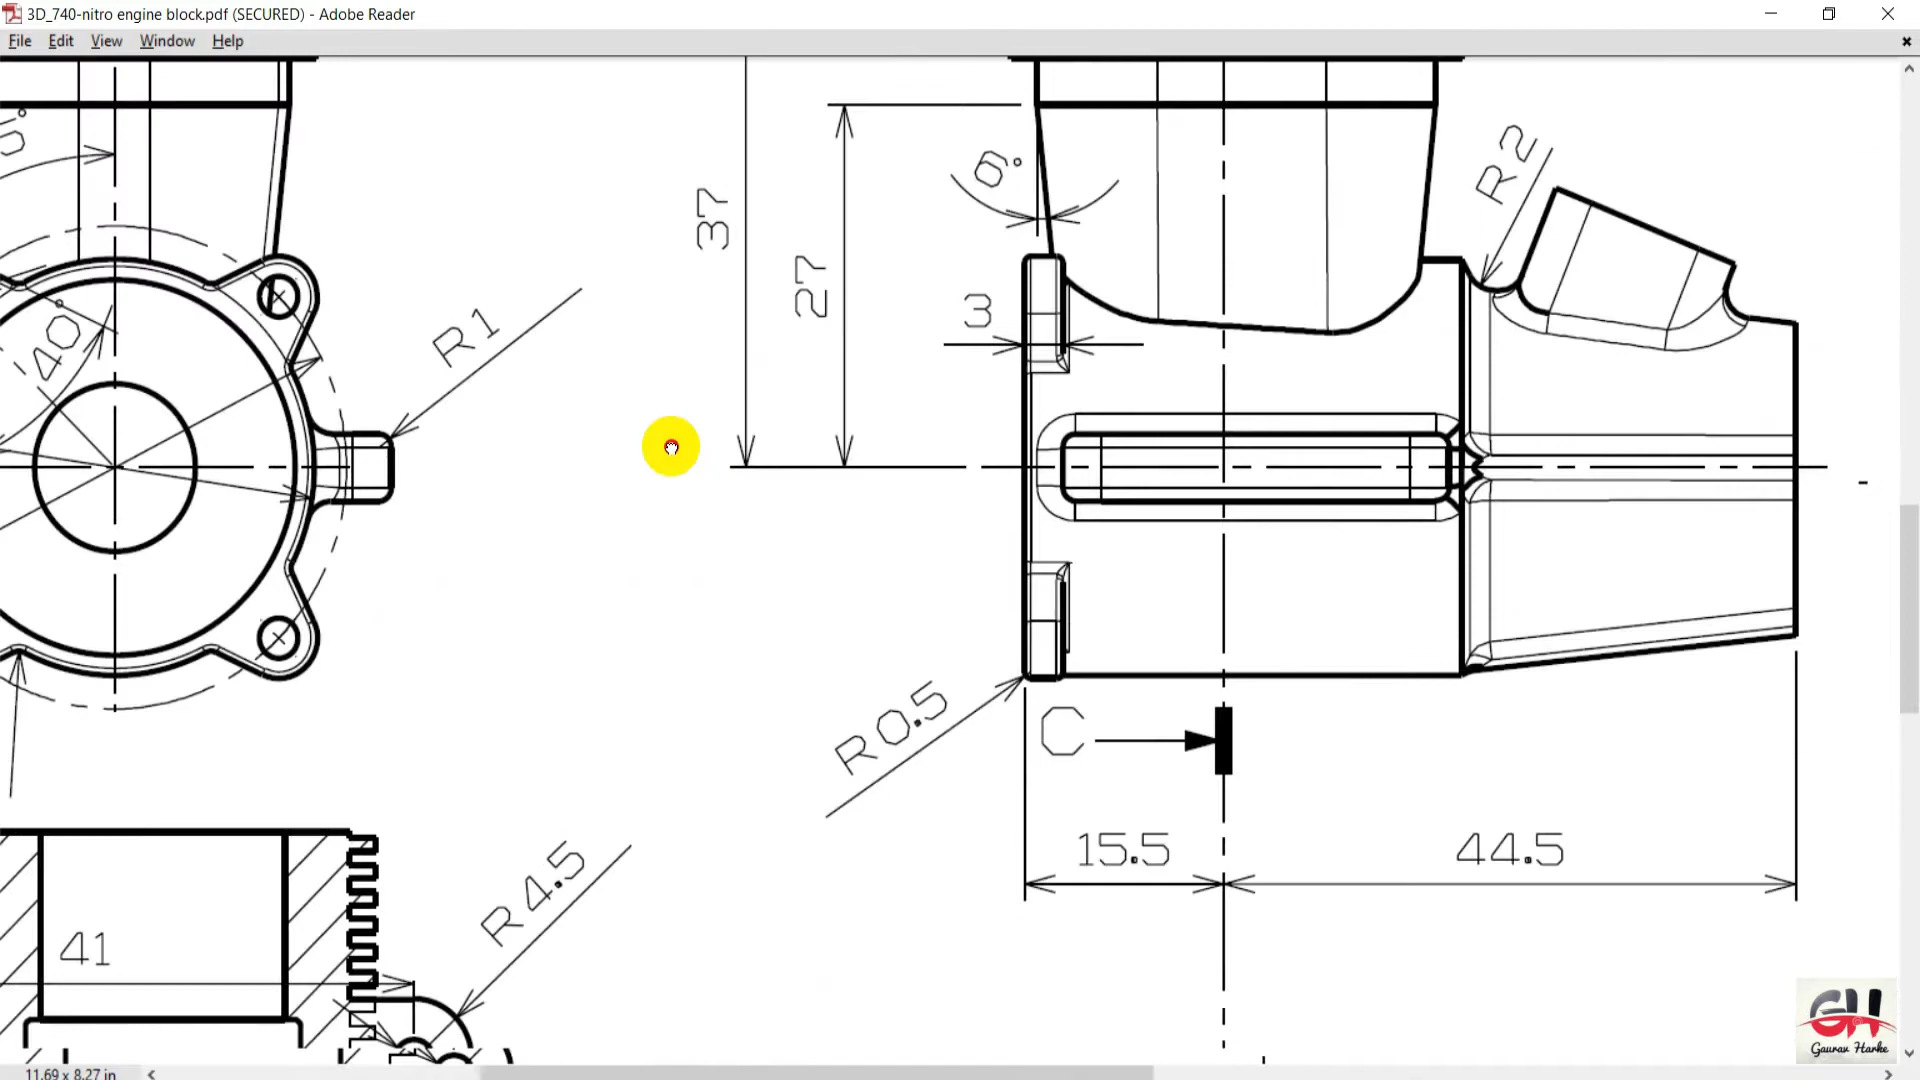 3D_740-nitro engine block.pdf (SECURED) - Adobe Reader
File Edit View Window Help
6°
R2
37
27
3
40°
R1
R0.5
C
15.5
44.5
R4.5
41
GH
Gaurav Harke
11.69 x 8.27 in